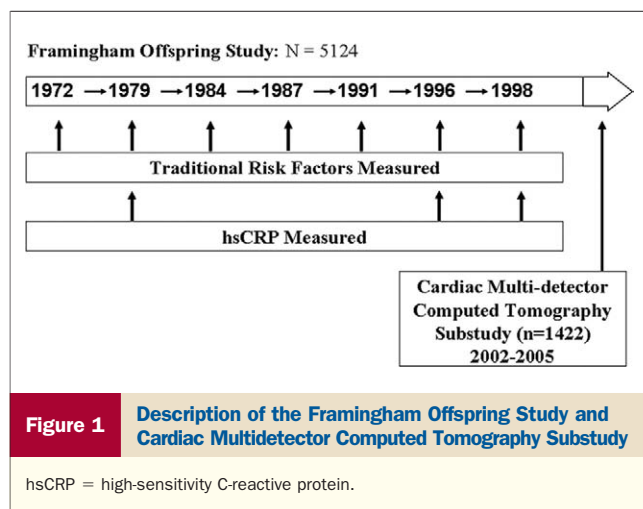 Framingham Offspring Study: N = 5124
1972 →1979 →1984 →1987 →1991 →1996 →1998
Traditional Risk Factors Measured
hsCRP Measured
Cardiac Multi-detector
Computed Tomography
Substudy (n=1422)
2002-2005
Figure 1
Description of the Framingham Offspring Study and
Cardiac Multidetector Computed Tomography Substudy
hsCRP = high-sensitivity C-reactive protein.